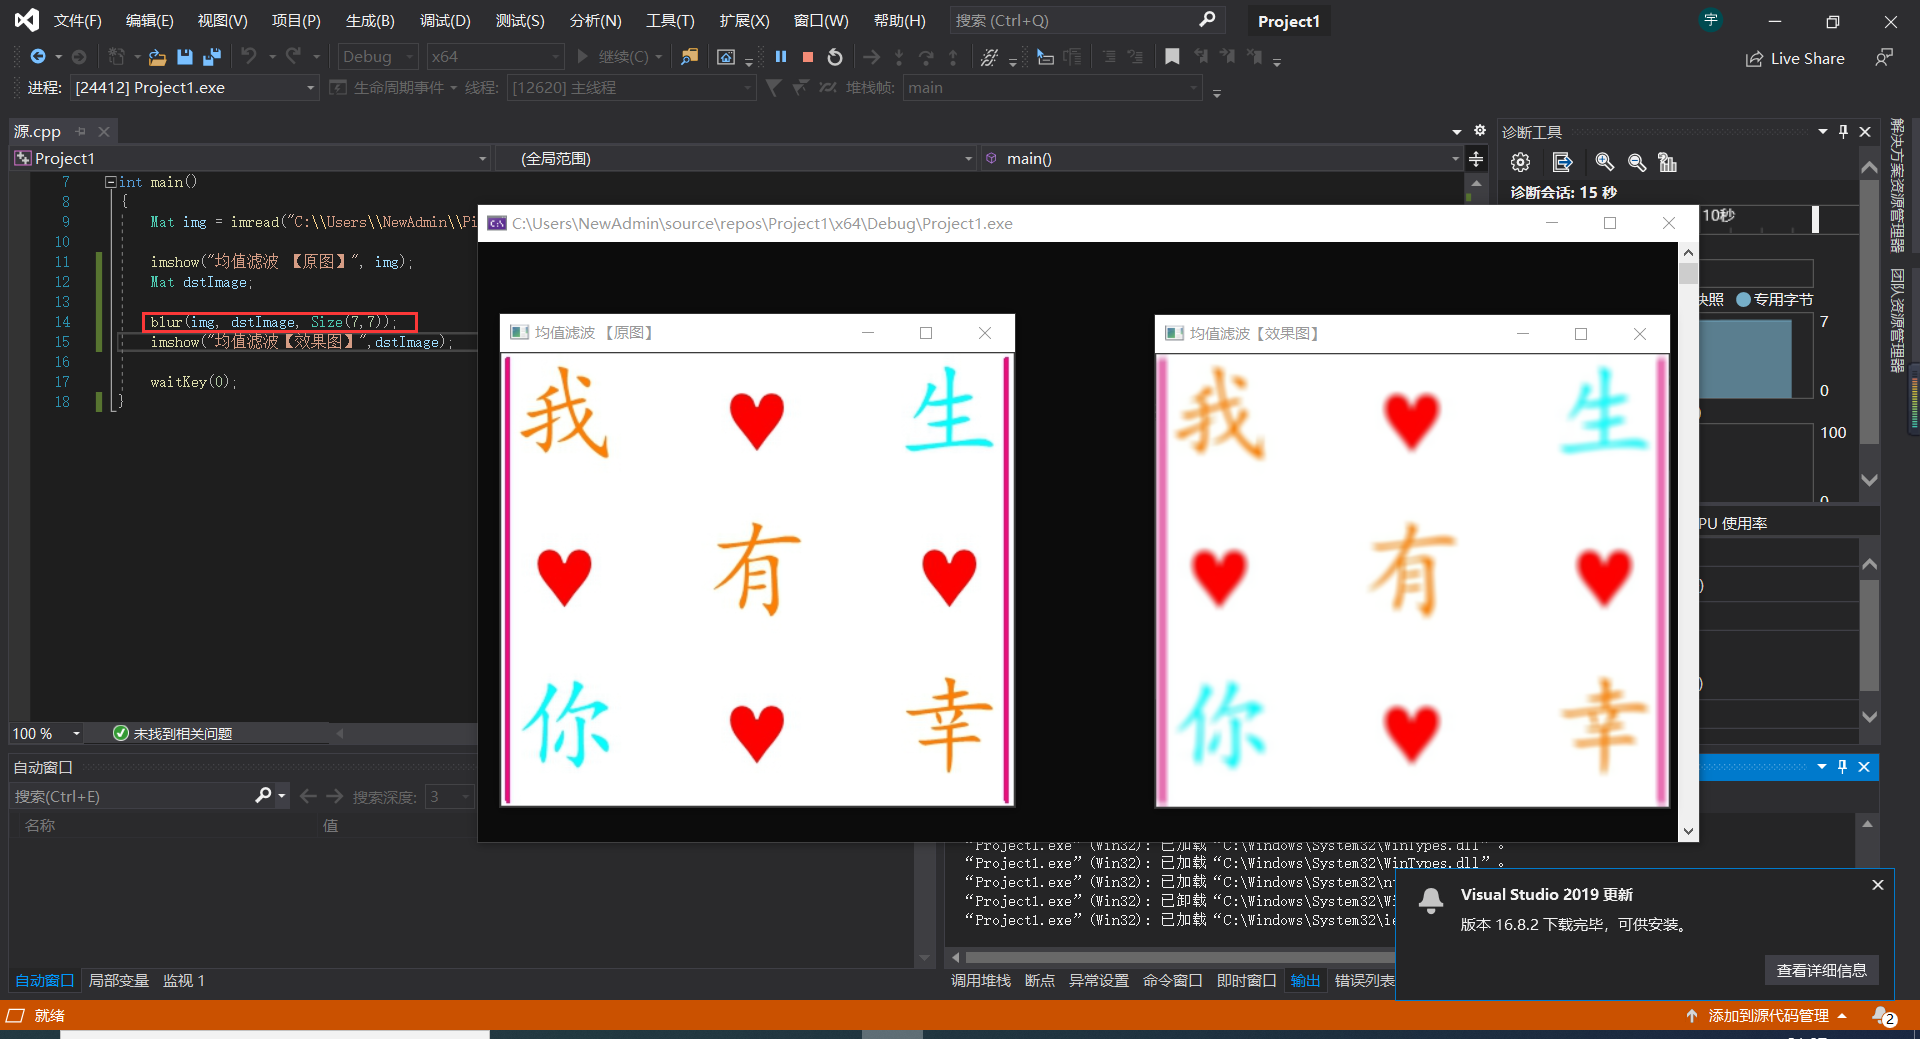 文件(F) 编辑(E) 视图(V) 项目(P) 生成(B) 调试(D) 测试(S) 分析(N) 工具(T) 扩展(X) 窗口(W) 帮助(H) 搜索 (Ctrl+Q) Project1 宇
Debug x64 继续(C) Live Share
进程: [24412] Project1.exe 生命周期事件 线程: [12620] 主线程 堆栈帧: main
源.cpp
Project1 (全局范围) main()
7 int main()
8 {
9 Mat img = imread("C:\\Users\\NewAdmin\\Pi
10
11 imshow("均值滤波 【原图】", img);
12 Mat dstImage;
13
14 blur(img, dstImage, Size(7,7));
15 imshow("均值滤波【效果图】",dstImage);
16
17 waitKey(0);
18 }
100 % 未找到相关问题
C:\Users\NewAdmin\source\repos\Project1\x64\Debug\Project1.exe
均值滤波 【原图】
我 生
有
你 幸
均值滤波【效果图】
我 生
有
你 幸
诊断工具
诊断会话: 15 秒
10秒
快照 专用字节
7
0
100
0
PU 使用率
解决方案资源管理器
团队资源管理器
自动窗口
搜索(Ctrl+E) 搜索深度: 3
名称 值
自动窗口 局部变量 监视 1
“Project1.exe” (Win32): 已加载 “C:\Windows\System32\WinTypes.dll”。
“Project1.exe” (Win32): 已加载 “C:\Windows\System32\WinTypes.dll”。
“Project1.exe” (Win32): 已加载 “C:\Windows\System32\n
“Project1.exe” (Win32): 已卸载 “C:\Windows\System32\Wi
“Project1.exe” (Win32): 已加载 “C:\Windows\System32\ie
调用堆栈 断点 异常设置 命令窗口 即时窗口 输出 错误列表
Visual Studio 2019 更新
版本 16.8.2 下载完毕，可供安装。
查看详细信息
就绪 添加到源代码管理 2